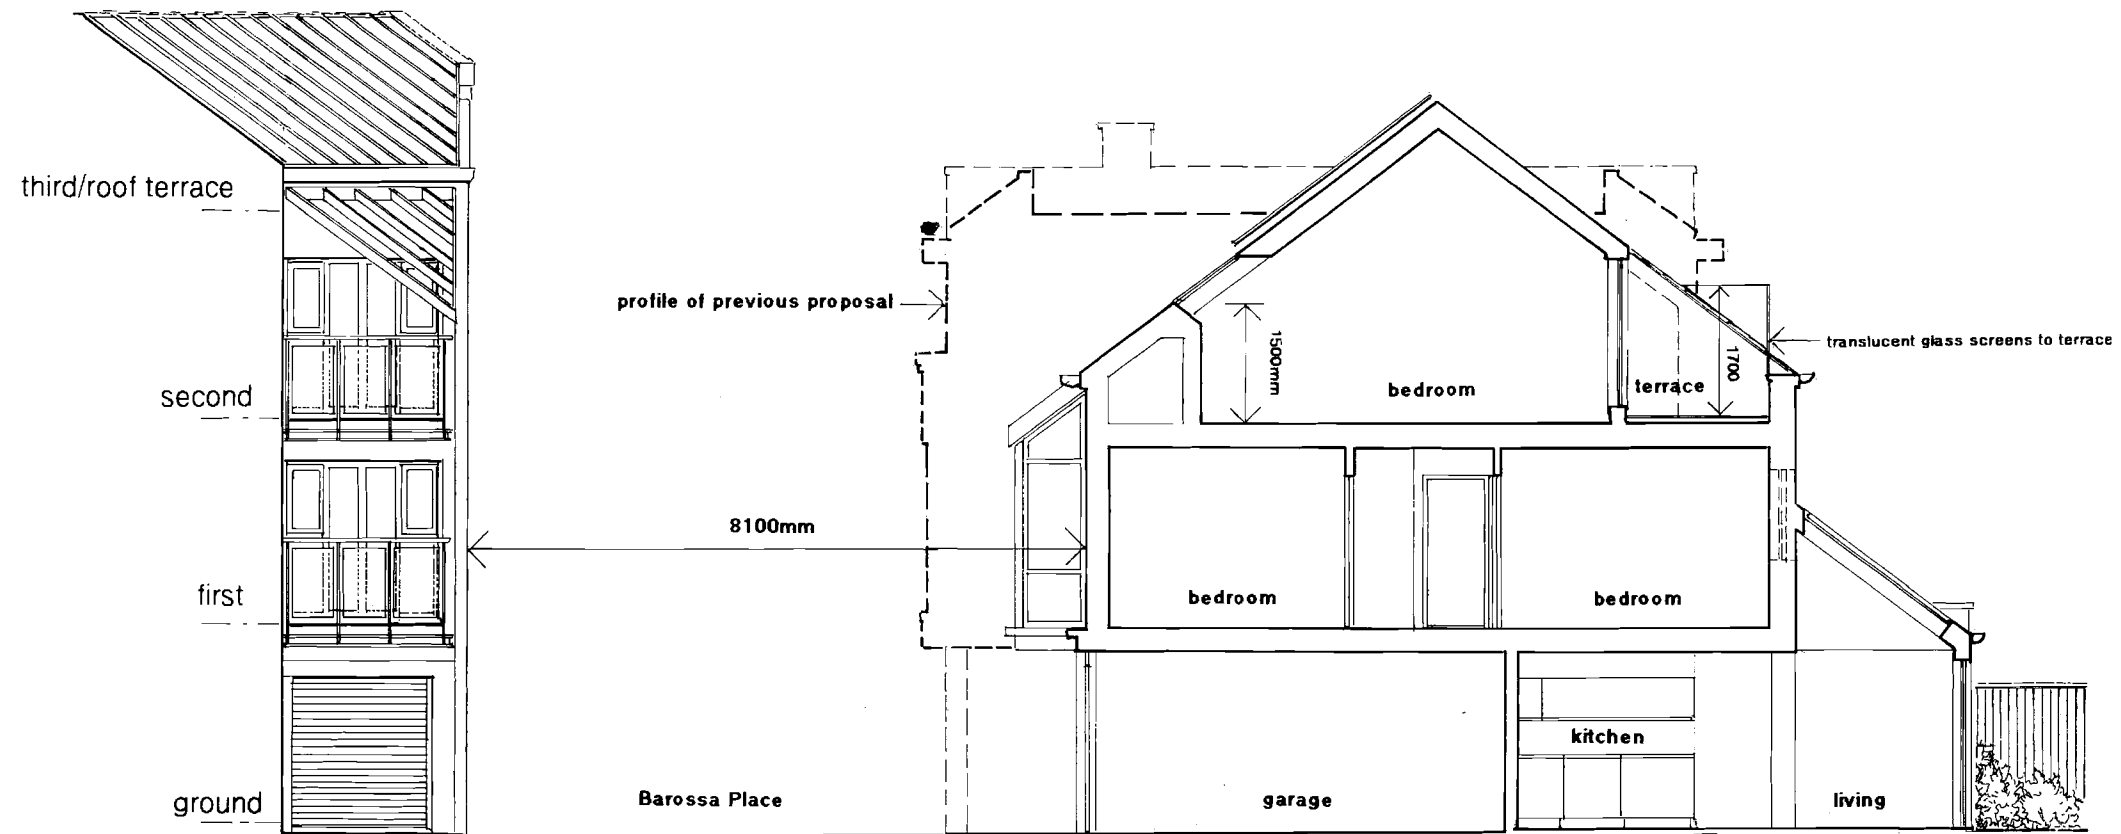 third/roof terrace
profile of previous proposal
1500mm
1700
translucent glass screens to terrace
second
bedroom
terrace
8100mm
first
bedroom
bedroom
kitchen
ground
Barossa Place
garage
living